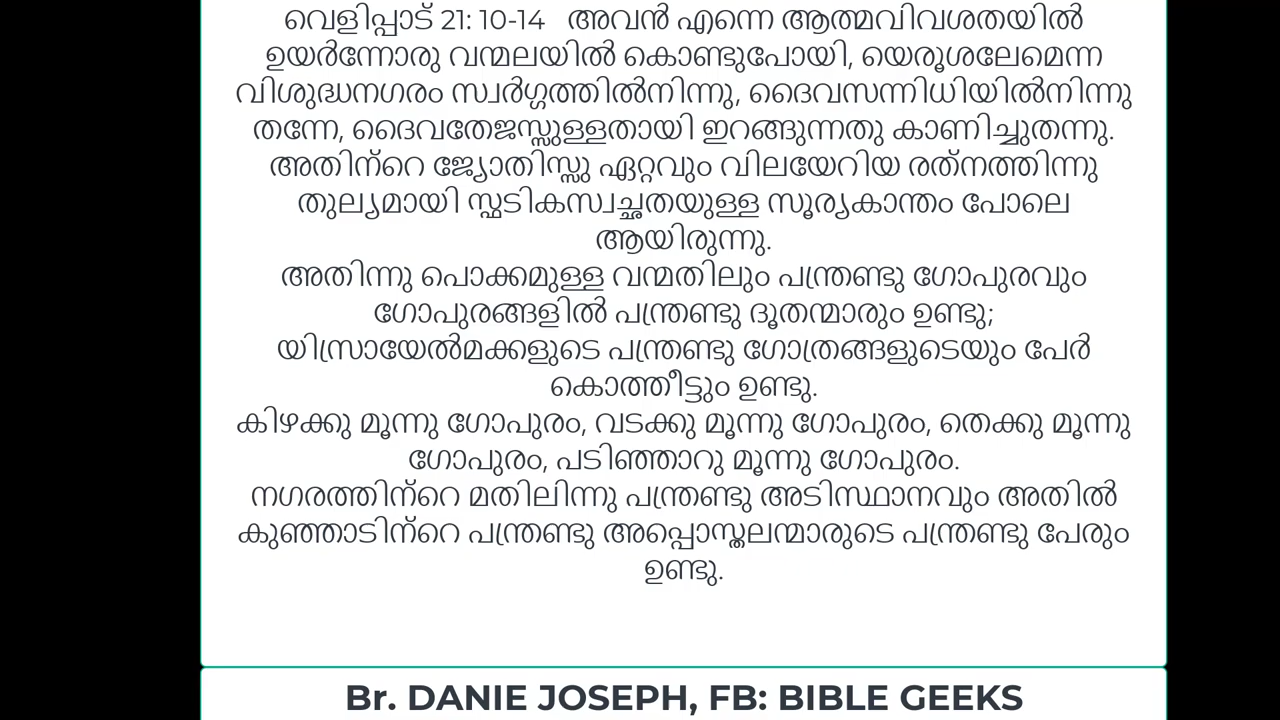 വെളിപ്പാട് 21: 10-14 അവൻ എന്നെ ആത്മവിവശതയിൽ
ഉയർന്നോരു വന്മലയിൽ കൊണ്ടുപോയി, യെരൂശലേമെന്ന
വിശുദ്ധനഗരം സ്വർഗ്ഗത്തിൽനിന്നു, ദൈവസന്നിധിയിൽനിന്നു
തന്നേ, ദൈവതേജസ്സുള്ളതായി ഇറങ്ങുന്നതു കാണിച്ചുതന്നു.
അതിന്റെ ജ്യോതിസ്സു ഏറ്റവും വിലയേറിയ രത്‌നത്തിന്നു
തുല്യമായി സ്ഫടികസ്വച്ഛതയുള്ള സൂര്യകാന്തം പോലെ
ആയിരുന്നു.
അതിന്നു പൊക്കമുള്ള വന്മതിലും പന്ത്രണ്ടു ഗോപുരവും
ഗോപുരങ്ങളിൽ പന്ത്രണ്ടു ദൂതന്മാരും ഉണ്ടു;
യിസ്രായേൽമക്കളുടെ പന്ത്രണ്ടു ഗോത്രങ്ങളുടെയും പേർ
കൊത്തീട്ടും ഉണ്ടു.
കിഴക്കു മൂന്നു ഗോപുരം, വടക്കു മൂന്നു ഗോപുരം, തെക്കു മൂന്നു
ഗോപുരം, പടിഞ്ഞാറു മൂന്നു ഗോപുരം.
നഗരത്തിന്റെ മതിലിന്നു പന്ത്രണ്ടു അടിസ്ഥാനവും അതിൽ
കുഞ്ഞാടിന്റെ പന്ത്രണ്ടു അപ്പൊസ്തലന്മാരുടെ പന്ത്രണ്ടു പേരും
ഉണ്ടു.
Br. DANIE JOSEPH, FB: BIBLE GEEKS